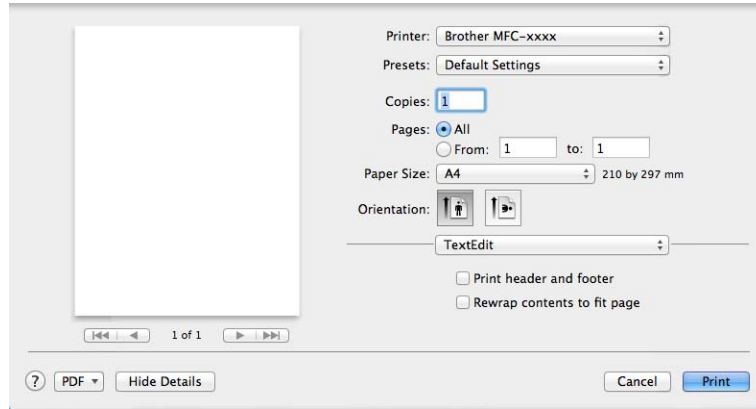 Printer: Brother MFC-xxxx
Presets: Default Settings
Copies: 1
Pages: All
From: 1 to: 1
Paper Size: A4 210 by 297 mm
Orientation:
TextEdit
Print header and footer
Rewrap contents to fit page
1 of 1
? PDF Hide Details Cancel Print